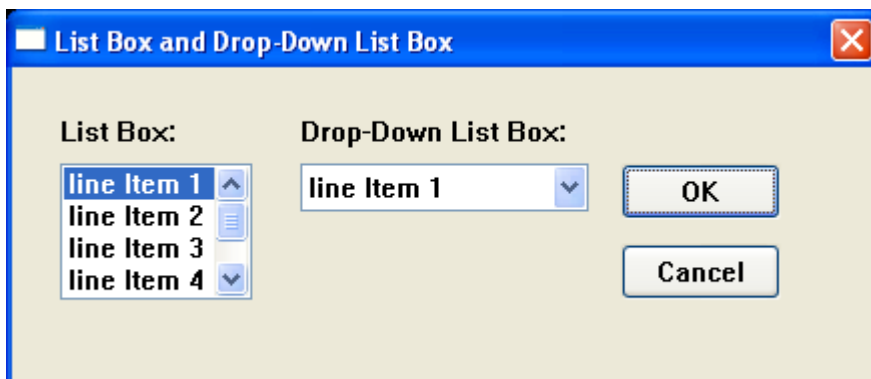 List Box and Drop-Down List Box
List Box:
line Item 1
line Item 2
line Item 3
line Item 4
Drop-Down List Box:
line Item 1
OK
Cancel